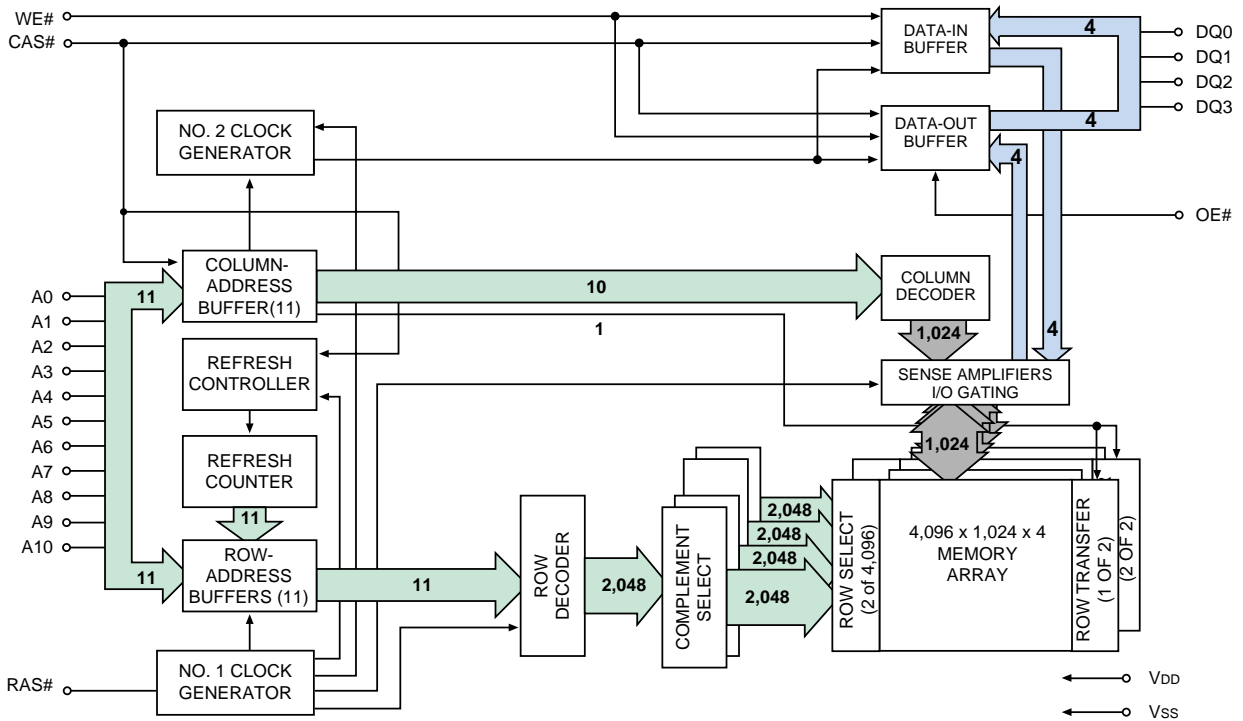 WE#
CAS#
DATA-IN
BUFFER
4
DQ0
DQ1
DQ2
DQ3
NO. 2 CLOCK
GENERATOR
DATA-OUT
BUFFER
4
4
OE#
COLUMN-
ADDRESS
BUFFER(11)
10
COLUMN
DECODER
A0
A1
A2
A3
A4
A5
A6
A7
A8
A9
A10
11
1
1,024
4
REFRESH
CONTROLLER
SENSE AMPLIFIERS
I/O GATING
1,024
REFRESH
COUNTER
11
ROW-
ADDRESS
BUFFERS (11)
11
11
ROW
DECODER
2,048
COMPLEMENT
SELECT
2,048
2,048
2,048
2,048
ROW SELECT
(2 of 4,096)
4,096 x 1,024 x 4
MEMORY
ARRAY
ROW TRANSFER
(1 OF 2)
(2 OF 2)
NO. 1 CLOCK
GENERATOR
RAS#
VDD
VSS